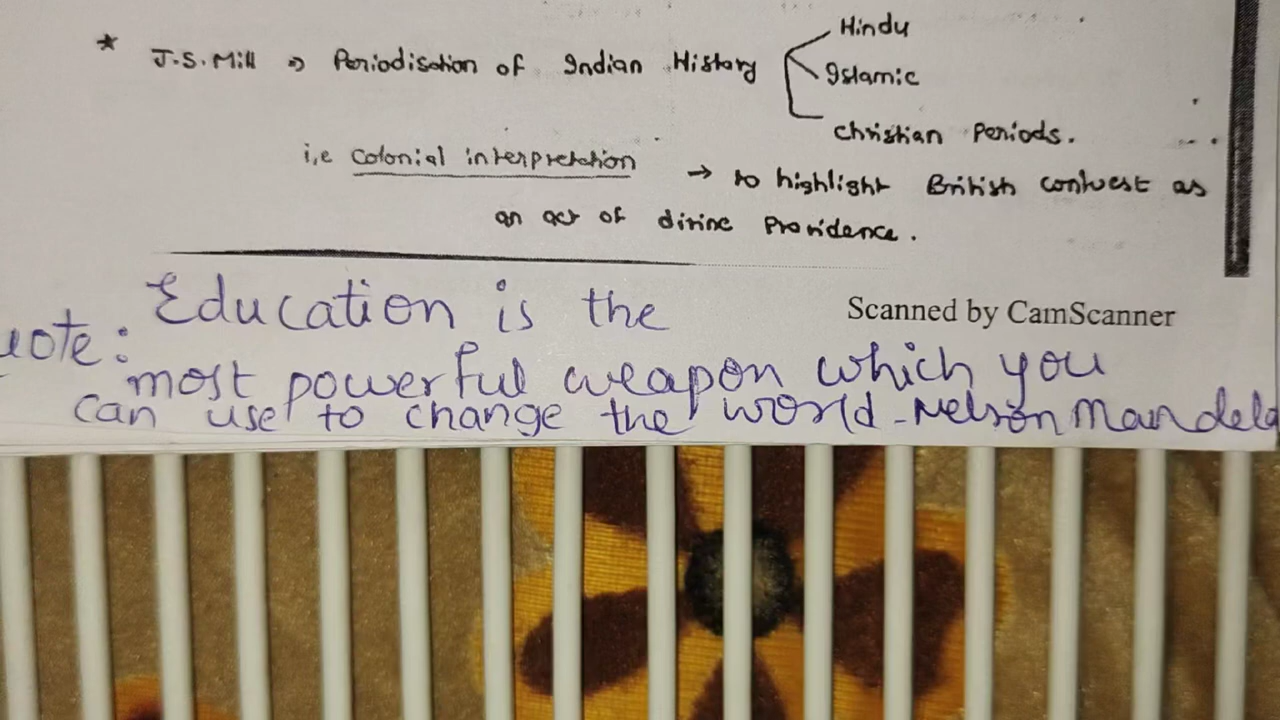 * J.S. Mill ⇒ Periodisation of Indian History
Hindu
Islamic
Christian Periods.
i,e colonial interpretation → to highlight British contuest as
an act of divine Providence.
Scanned by CamScanner
uote: Education is the
most powerful weapon which you
can use to change the world - Nelson Mandela